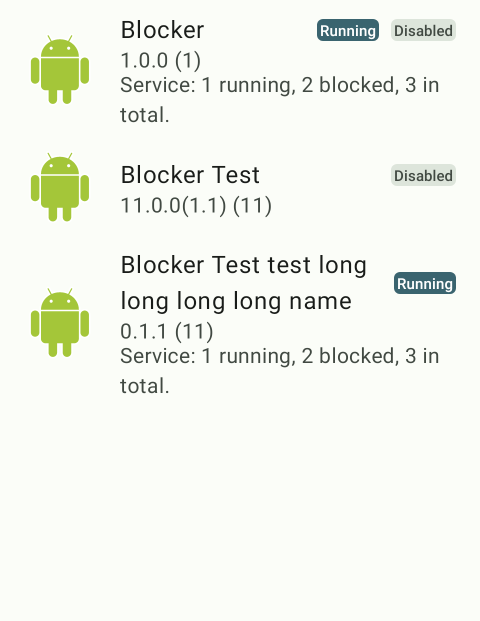 Blocker Running Disabled
1.0.0 (1)
Service: 1 running, 2 blocked, 3 in
total.
Blocker Test Disabled
11.0.0(1.1) (11)
Blocker Test test long
long long long name Running
0.1.1 (11)
Service: 1 running, 2 blocked, 3 in
total.